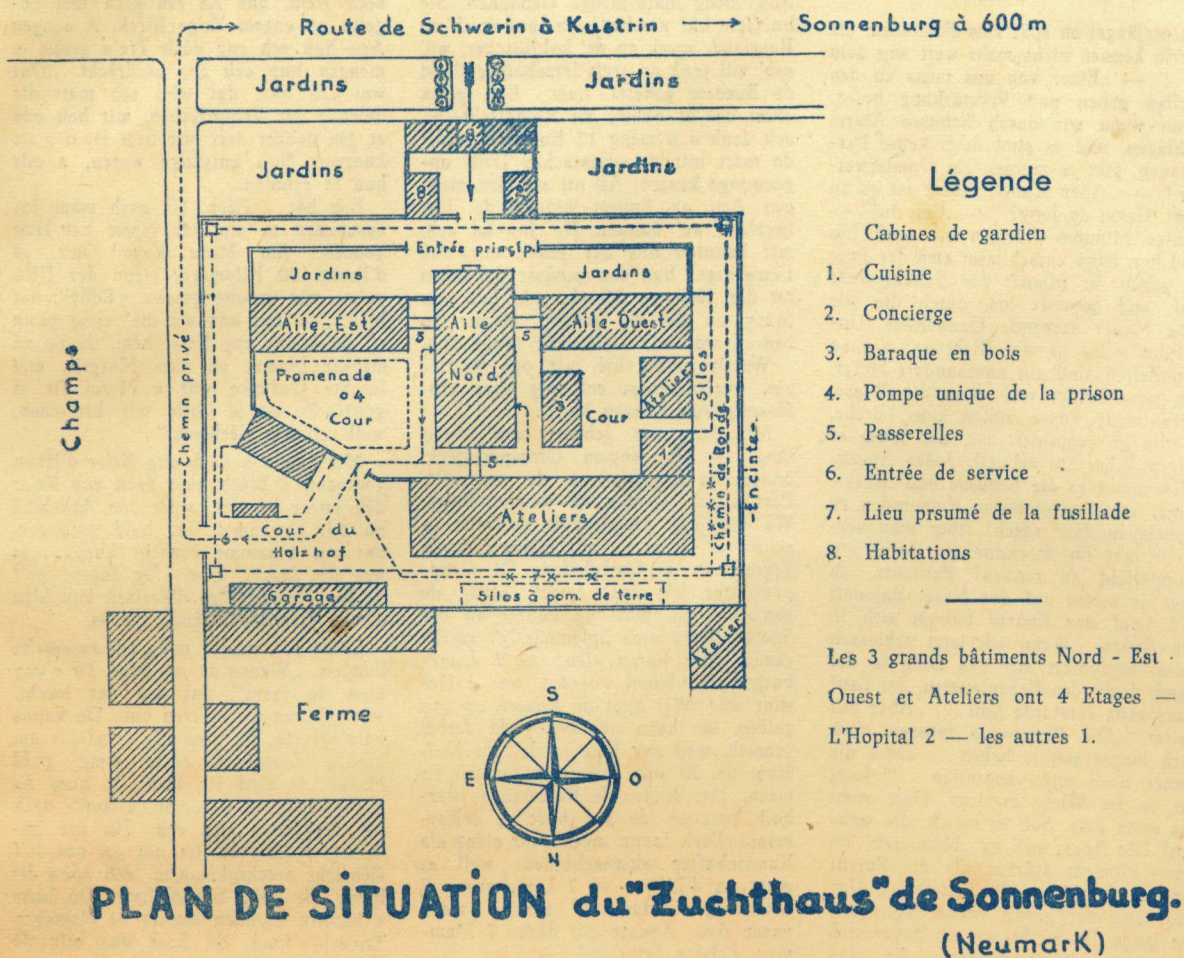 Route de Schwerin à Kustrin
Sonnenburg à 600 m
Jardins
Jardins
Jardins
8
Jardins
8
2
Entrée princip.
Jardins
Jardins
Aile-Est
5
Aile
Nord
5
Aile-Ouest
Promenade
o 4
Cour
3
Cour
Atelier
Silos
1
5
Ateliers
Chemin de Ronde
-Encinte-
Champs
Chemin privé
6
Cour du
Holzhof
Garage
Silos à pom. de terre
Atelier
Ferme
S
E
O
N
Légende
Cabines de gardien
1. Cuisine
2. Concierge
3. Baraque en bois
4. Pompe unique de la prison
5. Passerelles
6. Entrée de service
7. Lieu prsumé de la fusillade
8. Habitations
Les 3 grands bâtiments Nord - Est -
Ouest et Ateliers ont 4 Etages —
L'Hopital 2 — les autres 1.
PLAN DE SITUATION du "Zuchthaus" de Sonnenburg.
(Neumark)